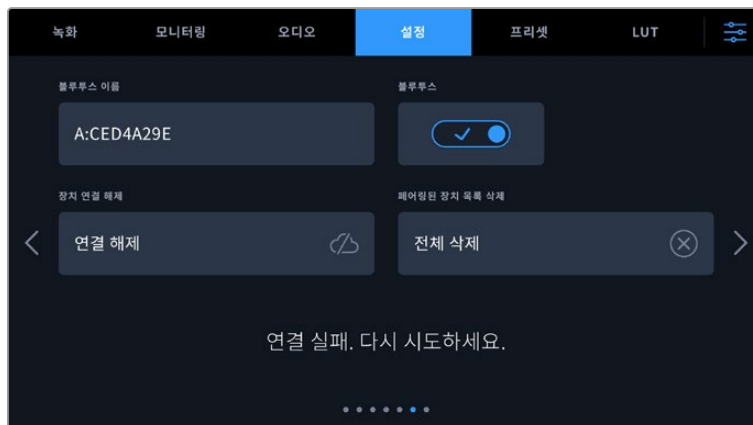 녹화 모니터링 오디오 설정 프리셋 LUT
블루투스 이름 블루투스
A:CED4A29E
장치 연결 해제 페어링된 장치 목록 삭제
연결 해제 전체 삭제
연결 실패. 다시 시도하세요.